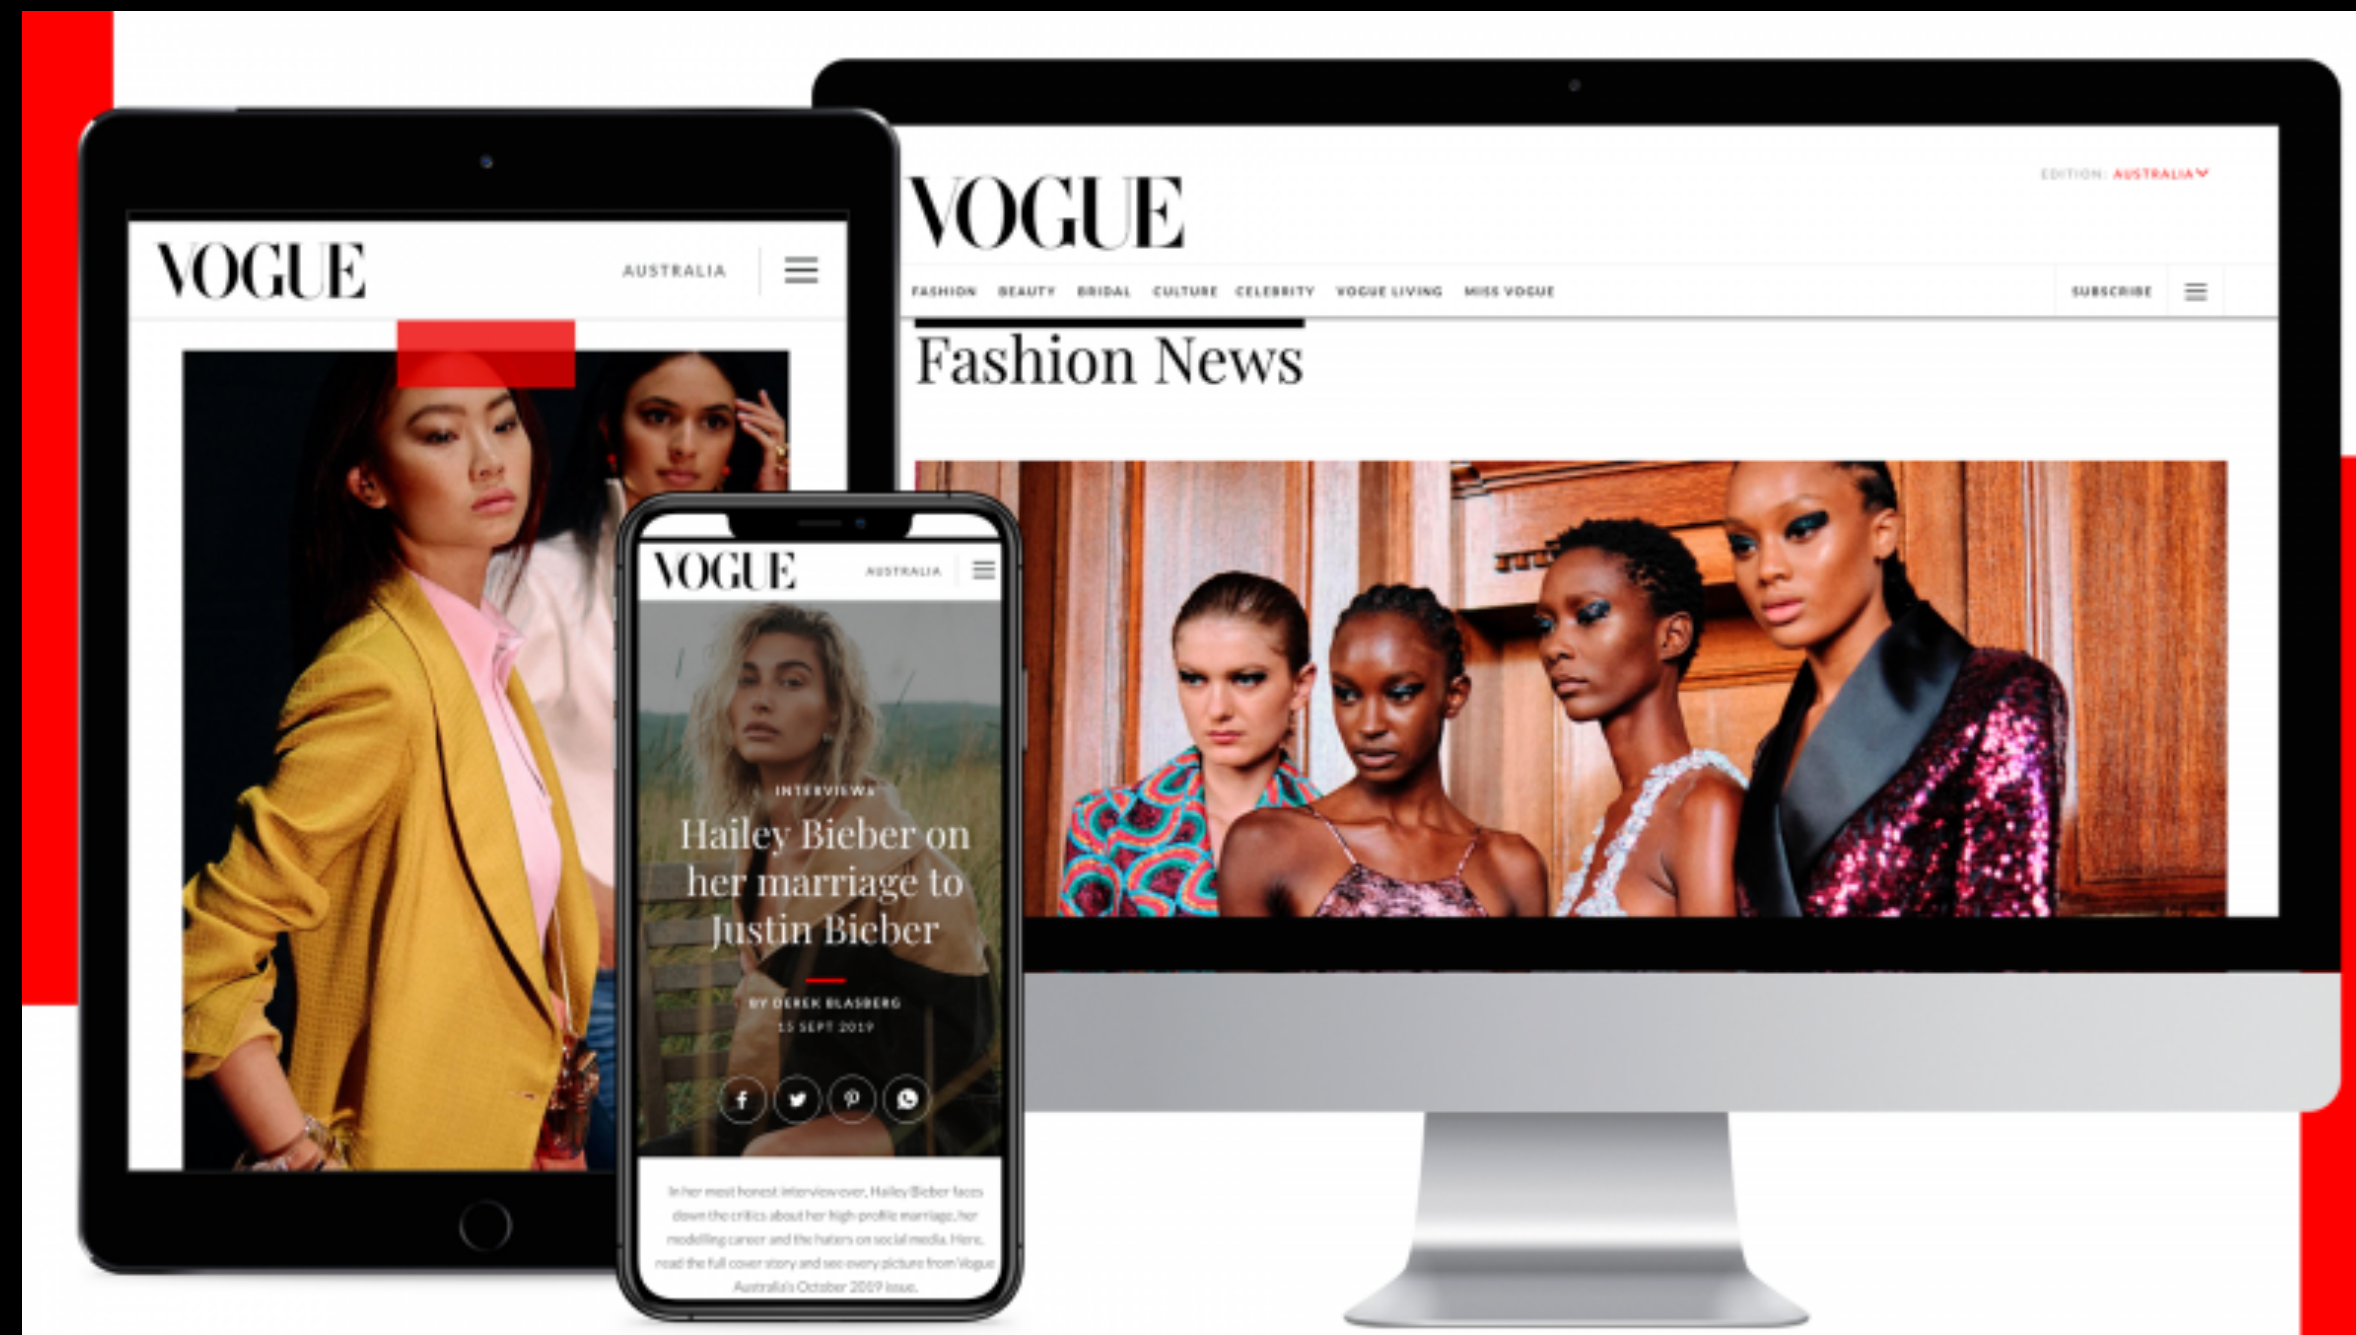 VOGUE
AUSTRALIA
VOGUE
EDITION: AUSTRALIA
FASHION BEAUTY BRIDAL CULTURE CELEBRITY VOGUE LIVING MISS VOGUE
SUBSCRIBE
Fashion News
VOGUE
AUSTRALIA
INTERVIEWS
Hailey Bieber on
her marriage to
Justin Bieber
BY DEREK BLASBERG
15 SEPT 2019
In her most honest interview ever, Hailey Bieber faces
down the critics about her high-profile marriage, her
modelling career and the haters on social media. Here,
read the full cover story and see every picture from Vogue
Australia's October 2019 issue.